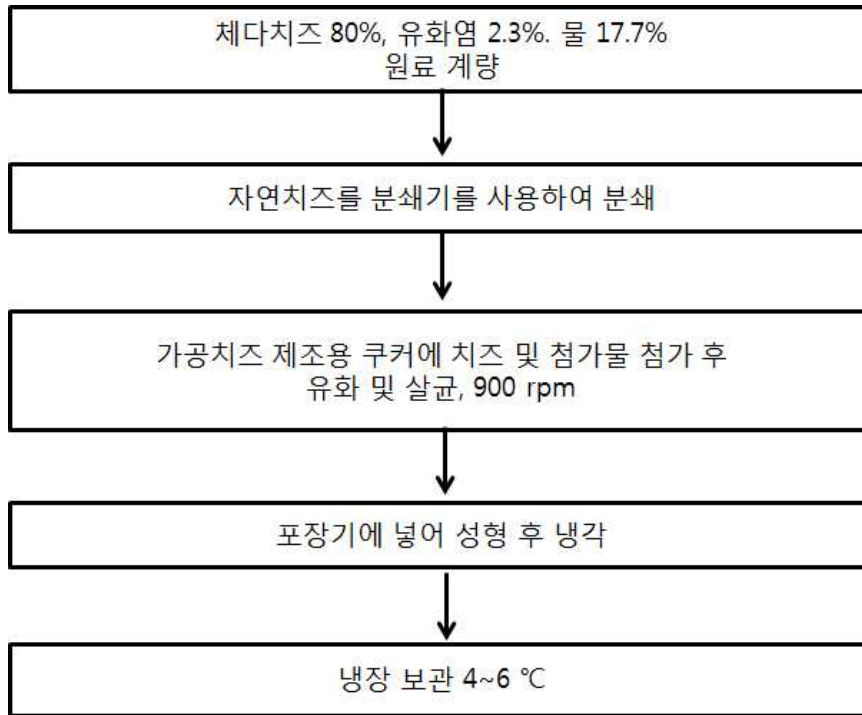 체다치즈 80%, 유화염 2.3%. 물 17.7%
원료 계량
자연치즈를 분쇄기를 사용하여 분쇄
가공치즈 제조용 쿠커에 치즈 및 첨가물 첨가 후
유화 및 살균, 900 rpm
포장기에 넣어 성형 후 냉각
냉장 보관 4~6 ℃